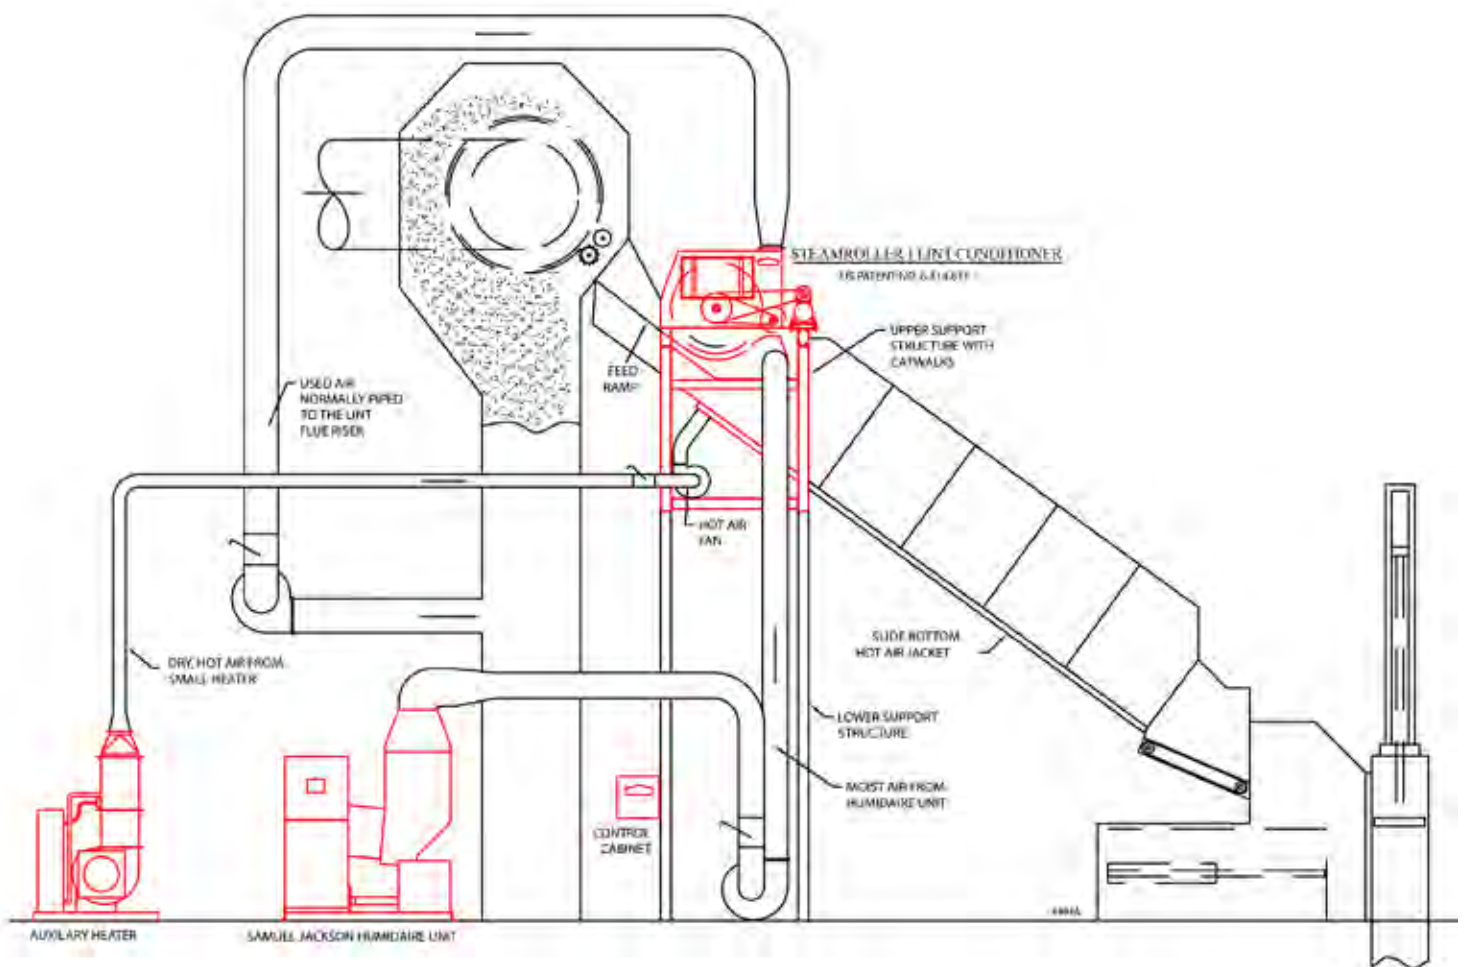 STEAMROLLER LINT CONDITIONER
UPPER SUPPORT
STRUCTURE WITH
CATWALKS
FEED
RAMP
USED AIR
NORMALLY PIPED
TO THE LINT
FLUE RISER
HOT AIR
FAN
SLIDE BOTTOM
HOT AIR JACKET
DRY, HOT AIR FROM
SMALL HEATER
LOWER SUPPORT
STRUCTURE
MOIST AIR FROM
HUMIDAIRE UNIT
CONTROL
CABINET
AUXILARY HEATER
SAMUEL JACKSON HUMIDAIRE UNIT